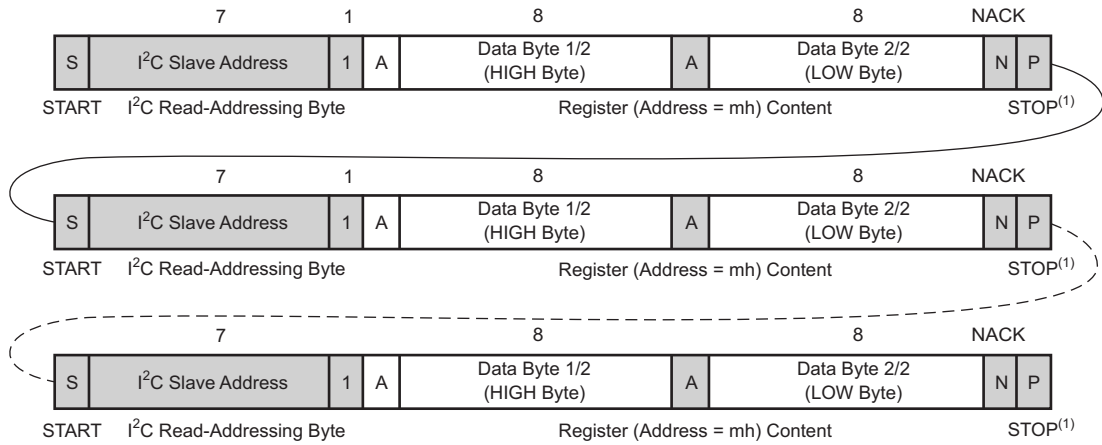 7 1 8 8 NACK
S I²C Slave Address 1 A Data Byte 1/2 A Data Byte 2/2 N P
(HIGH Byte) (LOW Byte)
START I²C Read-Addressing Byte Register (Address = mh) Content STOP⁽¹⁾
7 1 8 8 NACK
S I²C Slave Address 1 A Data Byte 1/2 A Data Byte 2/2 N P
(HIGH Byte) (LOW Byte)
START I²C Read-Addressing Byte Register (Address = mh) Content STOP⁽¹⁾
7 1 8 8 NACK
S I²C Slave Address 1 A Data Byte 1/2 A Data Byte 2/2 N P
(HIGH Byte) (LOW Byte)
START I²C Read-Addressing Byte Register (Address = mh) Content STOP⁽¹⁾